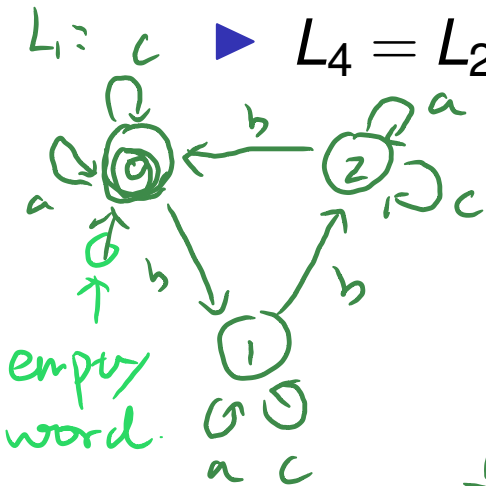 L₁: c ▶ L₄ = L₂
b a
a 0 2 c
b b
1
empty
word.
a c